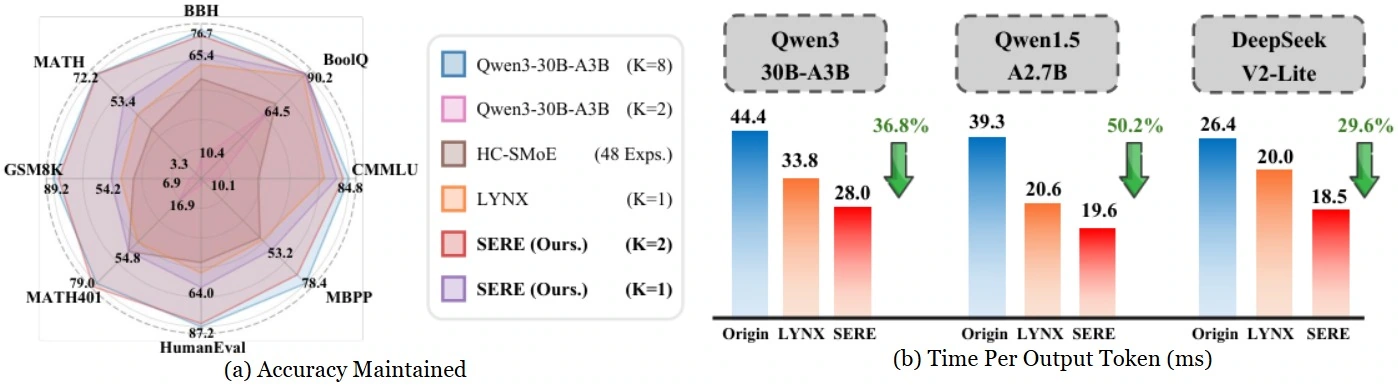 BBH
76.7
65.4
MATH
72.2
53.4
BoolQ
90.2
64.5
10.4
3.3
GSM8K
89.2
54.2
6.9
10.1
CMMLU
84.8
16.9
54.8
53.2
79.0
MATH401
64.0
78.4
MBPP
87.2
HumanEval
(a) Accuracy Maintained
Qwen3-30B-A3B (K=8)
Qwen3-30B-A3B (K=2)
HC-SMoE (48 Exps.)
LYNX (K=1)
SERE (Ours.) (K=2)
SERE (Ours.) (K=1)
Qwen3
30B-A3B
44.4
33.8
28.0
36.8%
Origin LYNX SERE
Qwen1.5
A2.7B
39.3
20.6
19.6
50.2%
Origin LYNX SERE
DeepSeek
V2-Lite
26.4
20.0
18.5
29.6%
Origin LYNX SERE
(b) Time Per Output Token (ms)